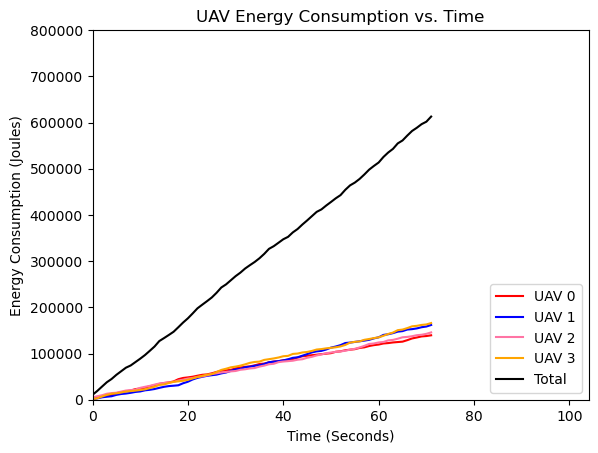 UAV Energy Consumption vs. Time
Energy Consumption (Joules)
800000
700000
600000
500000
400000
300000
200000
100000
0
0 20 40 60 80 100
Time (Seconds)
UAV 0
UAV 1
UAV 2
UAV 3
Total